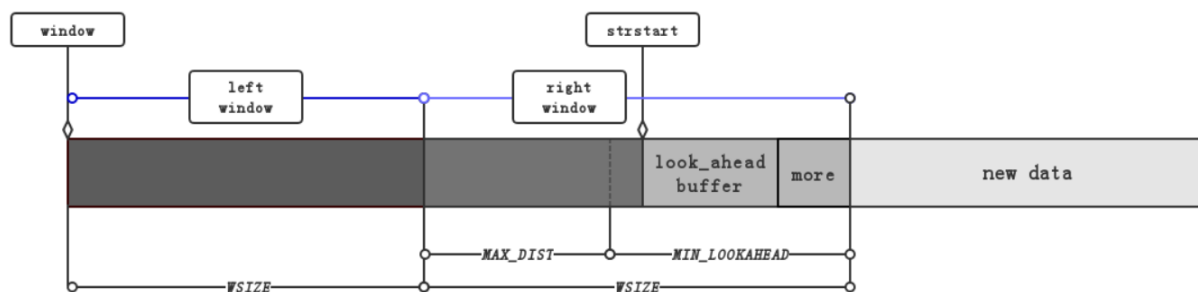 window
strstart
left
window
right
window
look_ahead
buffer
more
new data
MAX_DIST
MIN_LOOKAHEAD
WSIZE
WSIZE